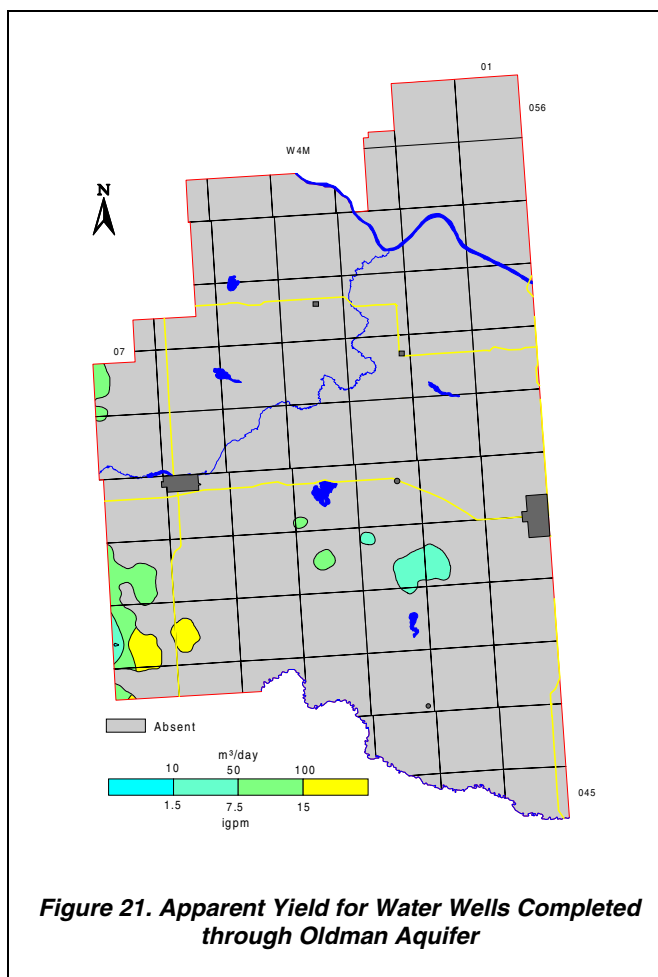 01
056
W4M
N
07
Absent
m³/day
10 50 100
1.5 7.5 15
igpm
045
Figure 21. Apparent Yield for Water Wells Completed
through Oldman Aquifer